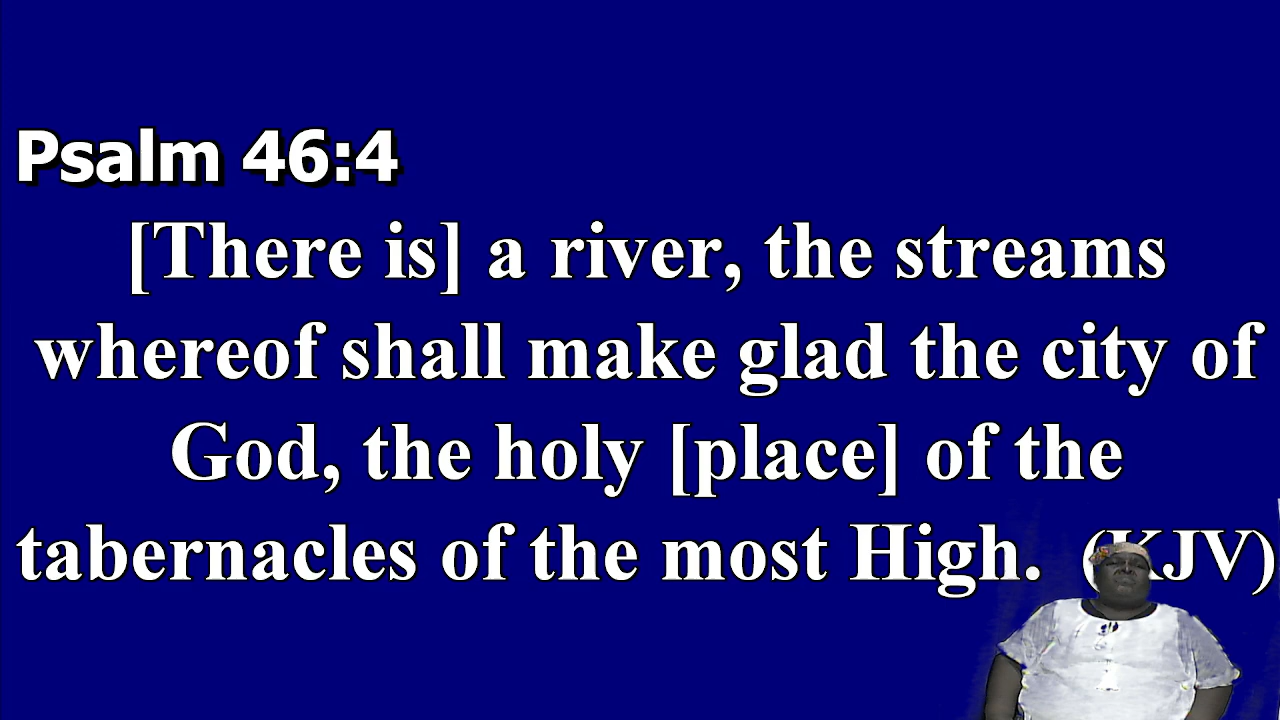 Psalm 46:4
[There is] a river, the streams
whereof shall make glad the city of
God, the holy [place] of the
tabernacles of the most High. (KJV)